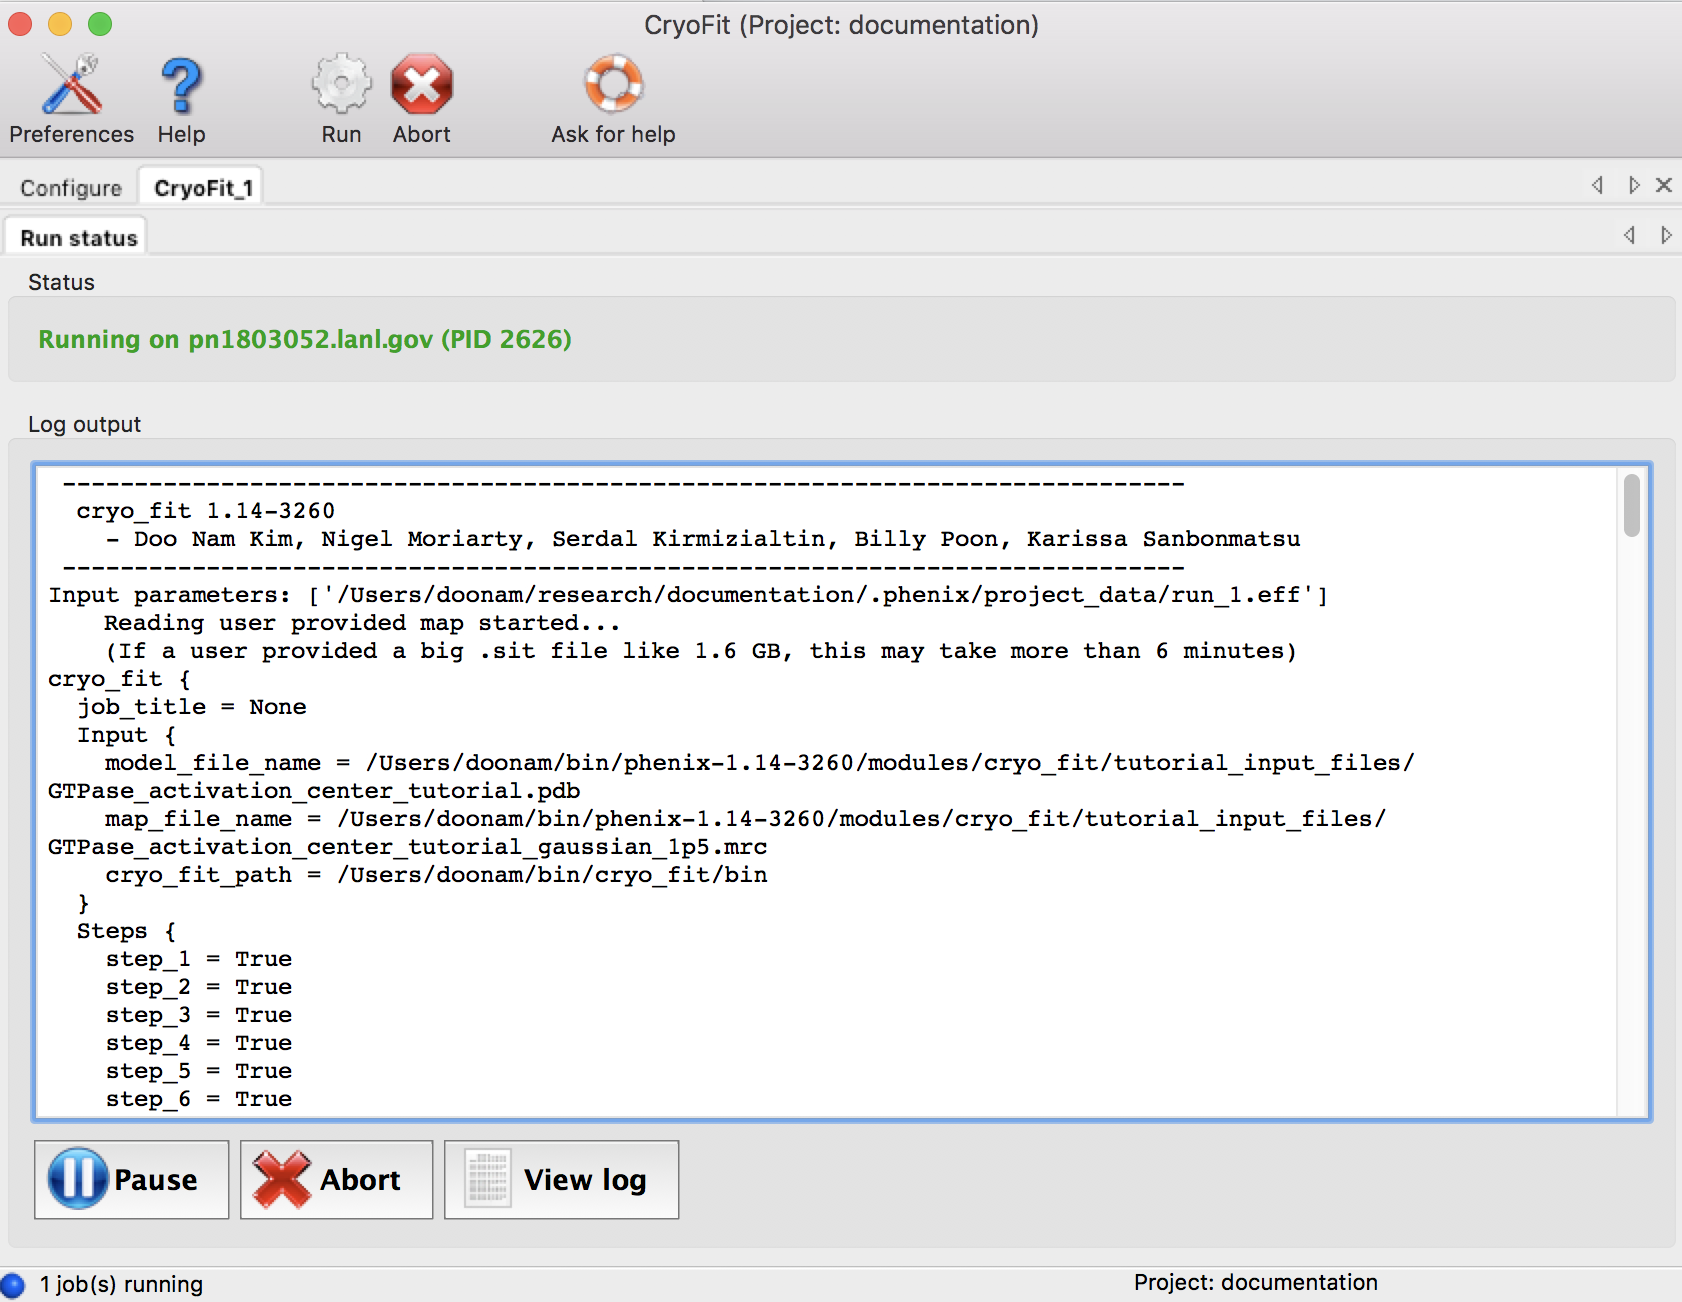 CryoFit (Project: documentation)
Preferences Help Run Abort Ask for help
Configure CryoFit_1
Run status
Status
Running on pn1803052.lanl.gov (PID 2626)
Log output
--------------------------------------------------------------------------------
cryo_fit 1.14-3260
- Doo Nam Kim, Nigel Moriarty, Serdal Kirmizialtin, Billy Poon, Karissa Sanbonmatsu
--------------------------------------------------------------------------------
Input parameters: ['/Users/doonam/research/documentation/.phenix/project_data/run_1.eff']
Reading user provided map started...
(If a user provided a big .sit file like 1.6 GB, this may take more than 6 minutes)
cryo_fit {
job_title = None
Input {
model_file_name = /Users/doonam/bin/phenix-1.14-3260/modules/cryo_fit/tutorial_input_files/
GTPase_activation_center_tutorial.pdb
map_file_name = /Users/doonam/bin/phenix-1.14-3260/modules/cryo_fit/tutorial_input_files/
GTPase_activation_center_tutorial_gaussian_1p5.mrc
cryo_fit_path = /Users/doonam/bin/cryo_fit/bin
}
Steps {
step_1 = True
step_2 = True
step_3 = True
step_4 = True
step_5 = True
step_6 = True
Pause Abort View log
1 job(s) running Project: documentation